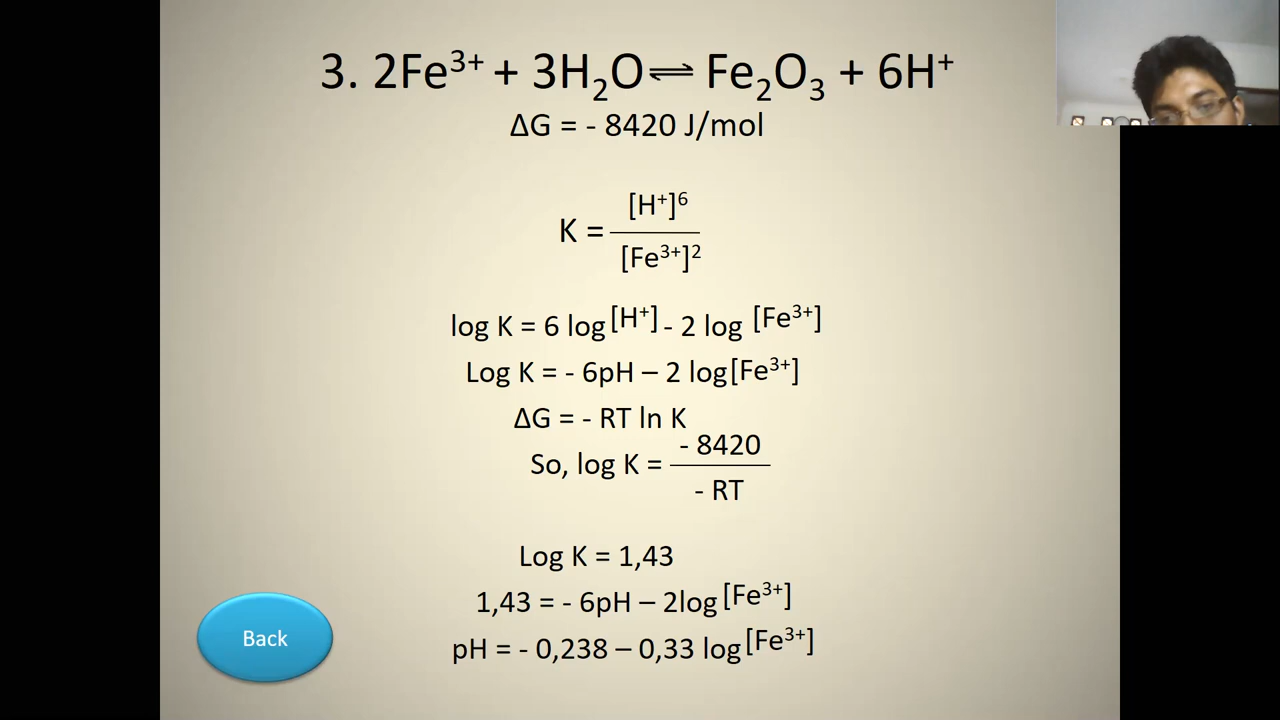 3. 2Fe³⁺ + 3H₂O ⇌ Fe₂O₃ + 6H⁺
ΔG = - 8420 J/mol
K = [H⁺]⁶ / [Fe³⁺]²
log K = 6 log [H⁺] - 2 log [Fe³⁺]
Log K = - 6pH – 2 log [Fe³⁺]
ΔG = - RT ln K
So, log K = - 8420 / - RT
Log K = 1,43
1,43 = - 6pH – 2log [Fe³⁺]
pH = - 0,238 – 0,33 log [Fe³⁺]
Back